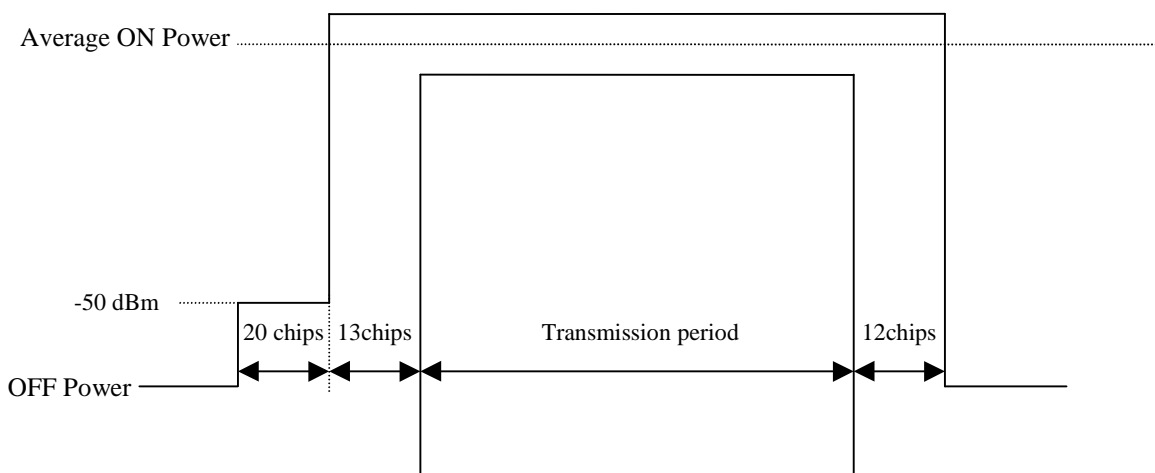 Average ON Power
-50 dBm
20 chips 13chips Transmission period 12chips
OFF Power